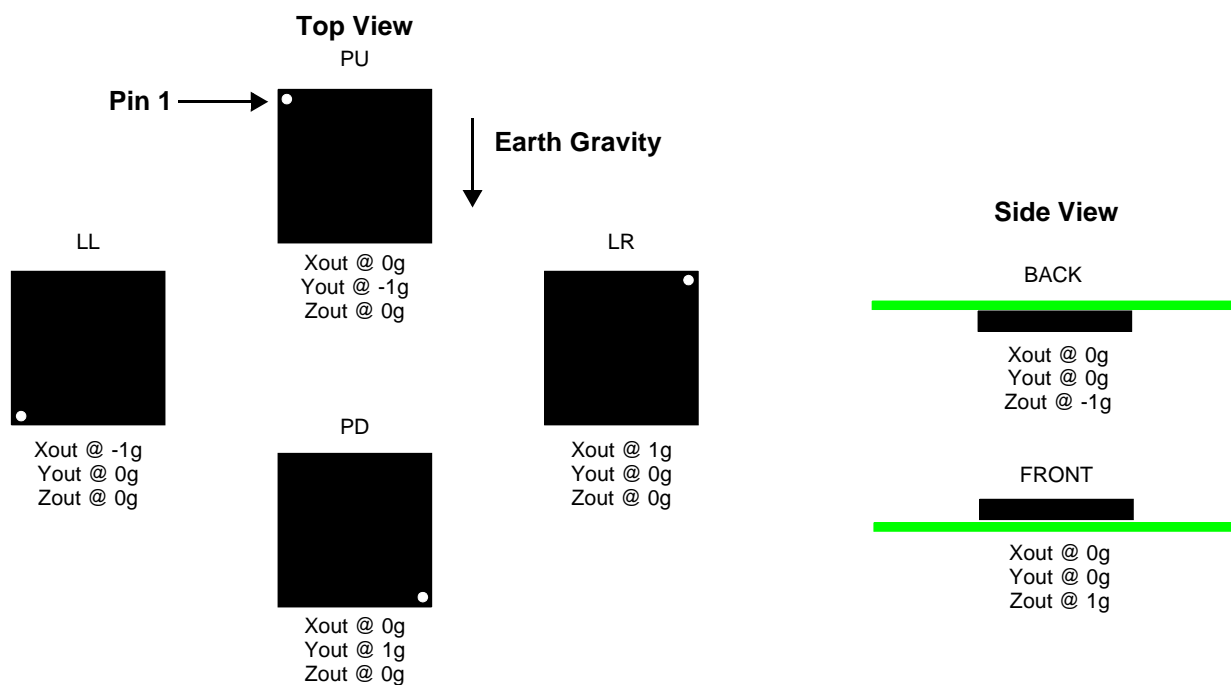 Top View
PU
Pin 1
Earth Gravity
Xout @ 0g
Yout @ -1g
Zout @ 0g
LL
Xout @ -1g
Yout @ 0g
Zout @ 0g
LR
Xout @ 1g
Yout @ 0g
Zout @ 0g
PD
Xout @ 0g
Yout @ 1g
Zout @ 0g
Side View
BACK
Xout @ 0g
Yout @ 0g
Zout @ -1g
FRONT
Xout @ 0g
Yout @ 0g
Zout @ 1g